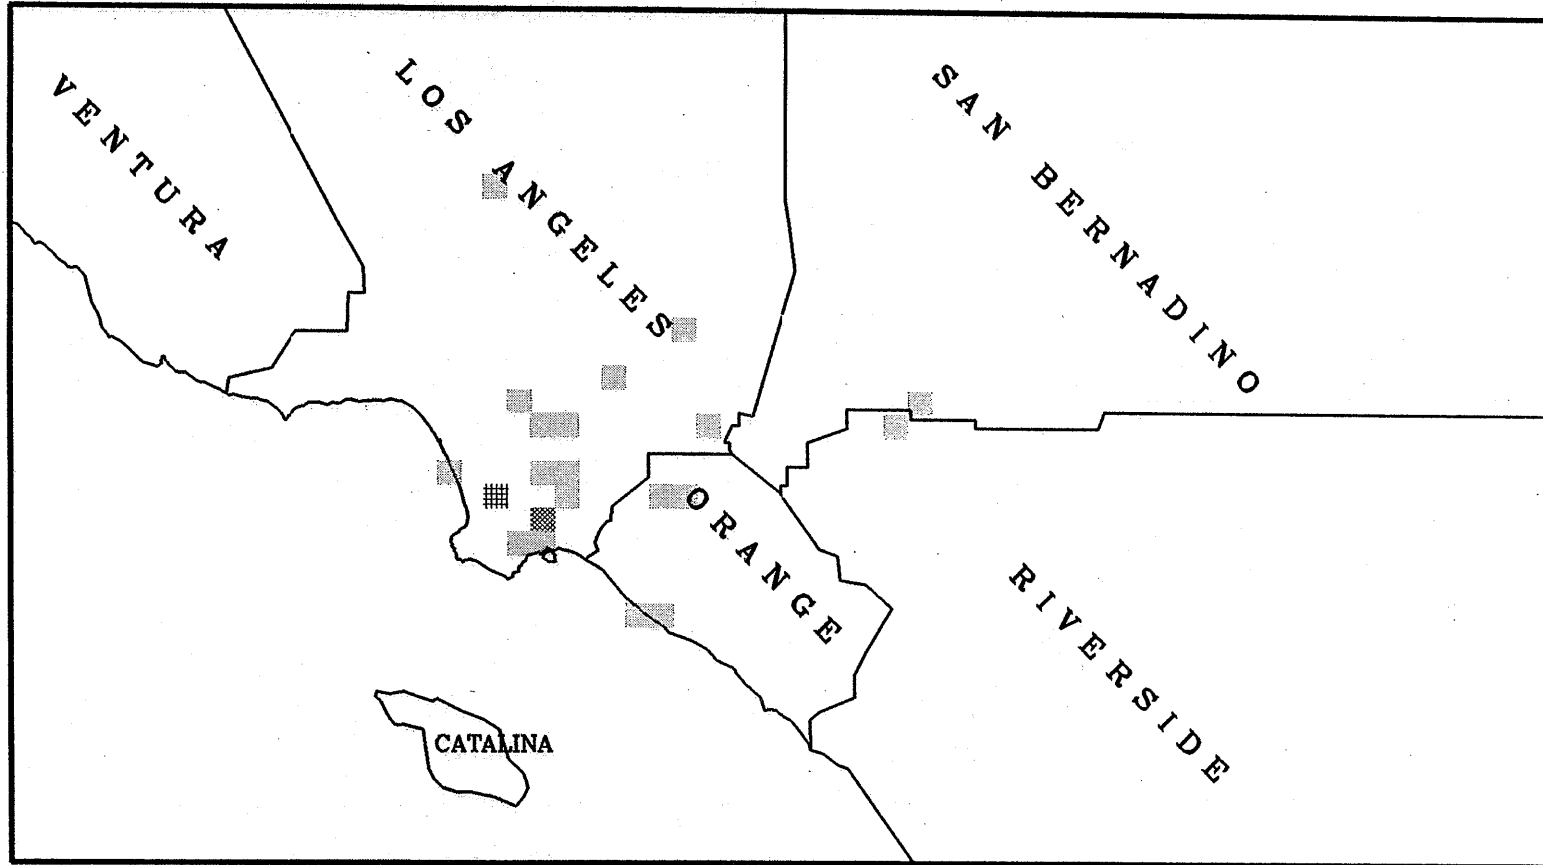 VENTURA
LOS ANGELES
SAN BERNADINO
ORANGE
RIVERSIDE
CATALINA